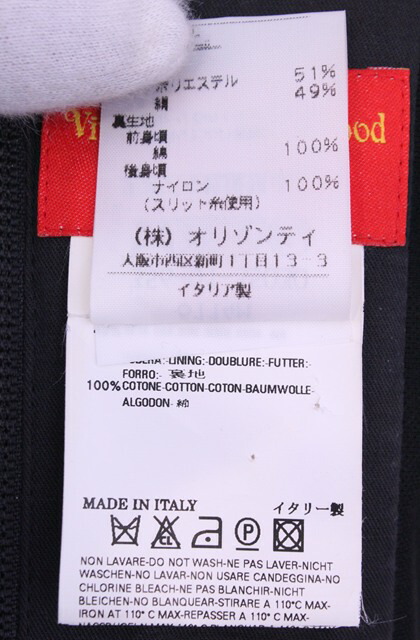 ポリエステル 51%
絹 49%
裏生地
前身頃
綿 100%
後身頃
ナイロン 100%
(スリット糸使用)
(株) オリゾンティ
大阪市西区新町1丁目13-3
イタリア製
LINING: DOUBLURE: FUTTER:
FORRO: 裏地
100% COTONE-COTTON-COTON-BAUMWOLLE-
ALGODON-綿
MADE IN ITALY イタリー製
NON LAVARE-DO NOT WASH-NE PAS LAVER-NICHT
WASCHEN-NO LAVAR-NON USARE CANDEGGINA-NO
CHLORINE BLEACH-NE PAS BLANCHIR-NICHT
BLEICHEN-NO BLANQUEAR-STIRARE A 110°C MAX-
IRON AT 110° C MAX-REPASSER A 110° C MAX-